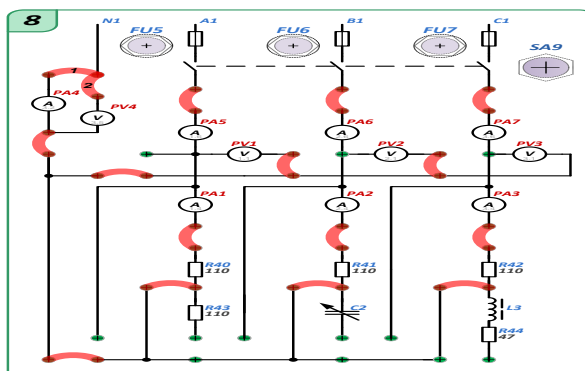 8
N1 A1 B1 C1
FU5 FU6 FU7
SA9
1
2
PA4
A
PV4
V
PA5 PA6 PA7
A A A
PV1 PV2 PV3
V V V
PA1 PA2 PA3
A A A
R40 R41 R42
110 110 110
R43 C2 L3
110
R44
47